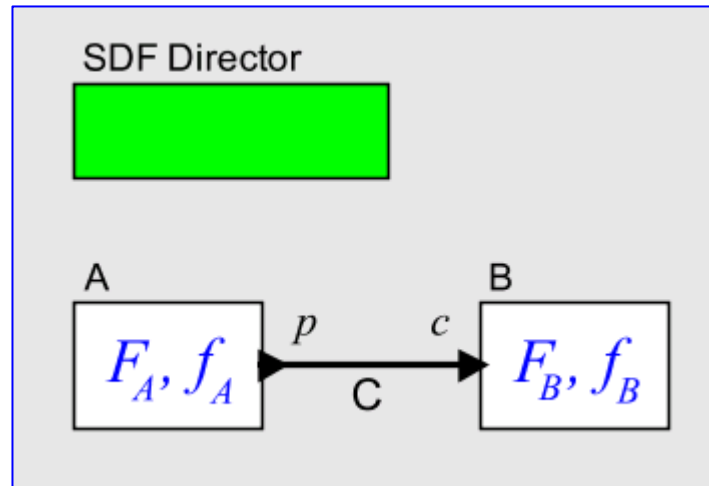 SDF Director
A
B
p
c
F_A, f_A
F_B, f_B
C